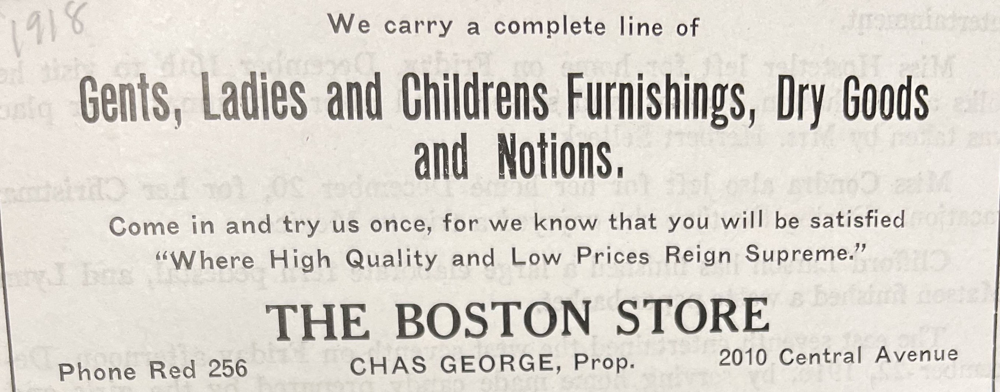 1918
We carry a complete line of
Gents, Ladies and Childrens Furnishings, Dry Goods
and Notions.
Come in and try us once, for we know that you will be satisfied
“Where High Quality and Low Prices Reign Supreme.”
THE BOSTON STORE
Phone Red 256 CHAS GEORGE, Prop. 2010 Central Avenue